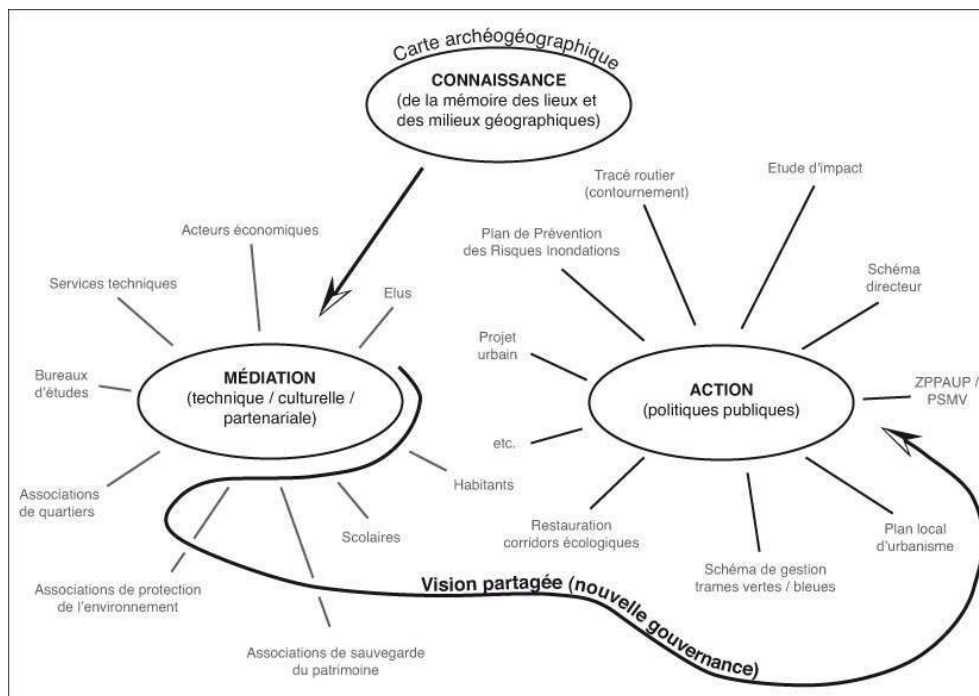 Carte archéogéographique
CONNAISSANCE
(de la mémoire des lieux et
des milieux géographiques)
Acteurs économiques
Services techniques
Elus
Bureaux
d'études
MÉDIATION
(technique / culturelle /
partenariale)
Associations
de quartiers
Habitants
Scolaires
Associations de protection
de l'environnement
Associations de sauvegarde
du patrimoine
Vision partagée (nouvelle gouvernance)
Etude d'impact
Tracé routier
(contournement)
Plan de Prévention
des Risques Inondations
Schéma
directeur
Projet
urbain
ACTION
(politiques publiques)
ZPPAUP /
PSMV
etc.
Restauration
corridors écologiques
Schéma de gestion
trames vertes / bleues
Plan local
d'urbanisme